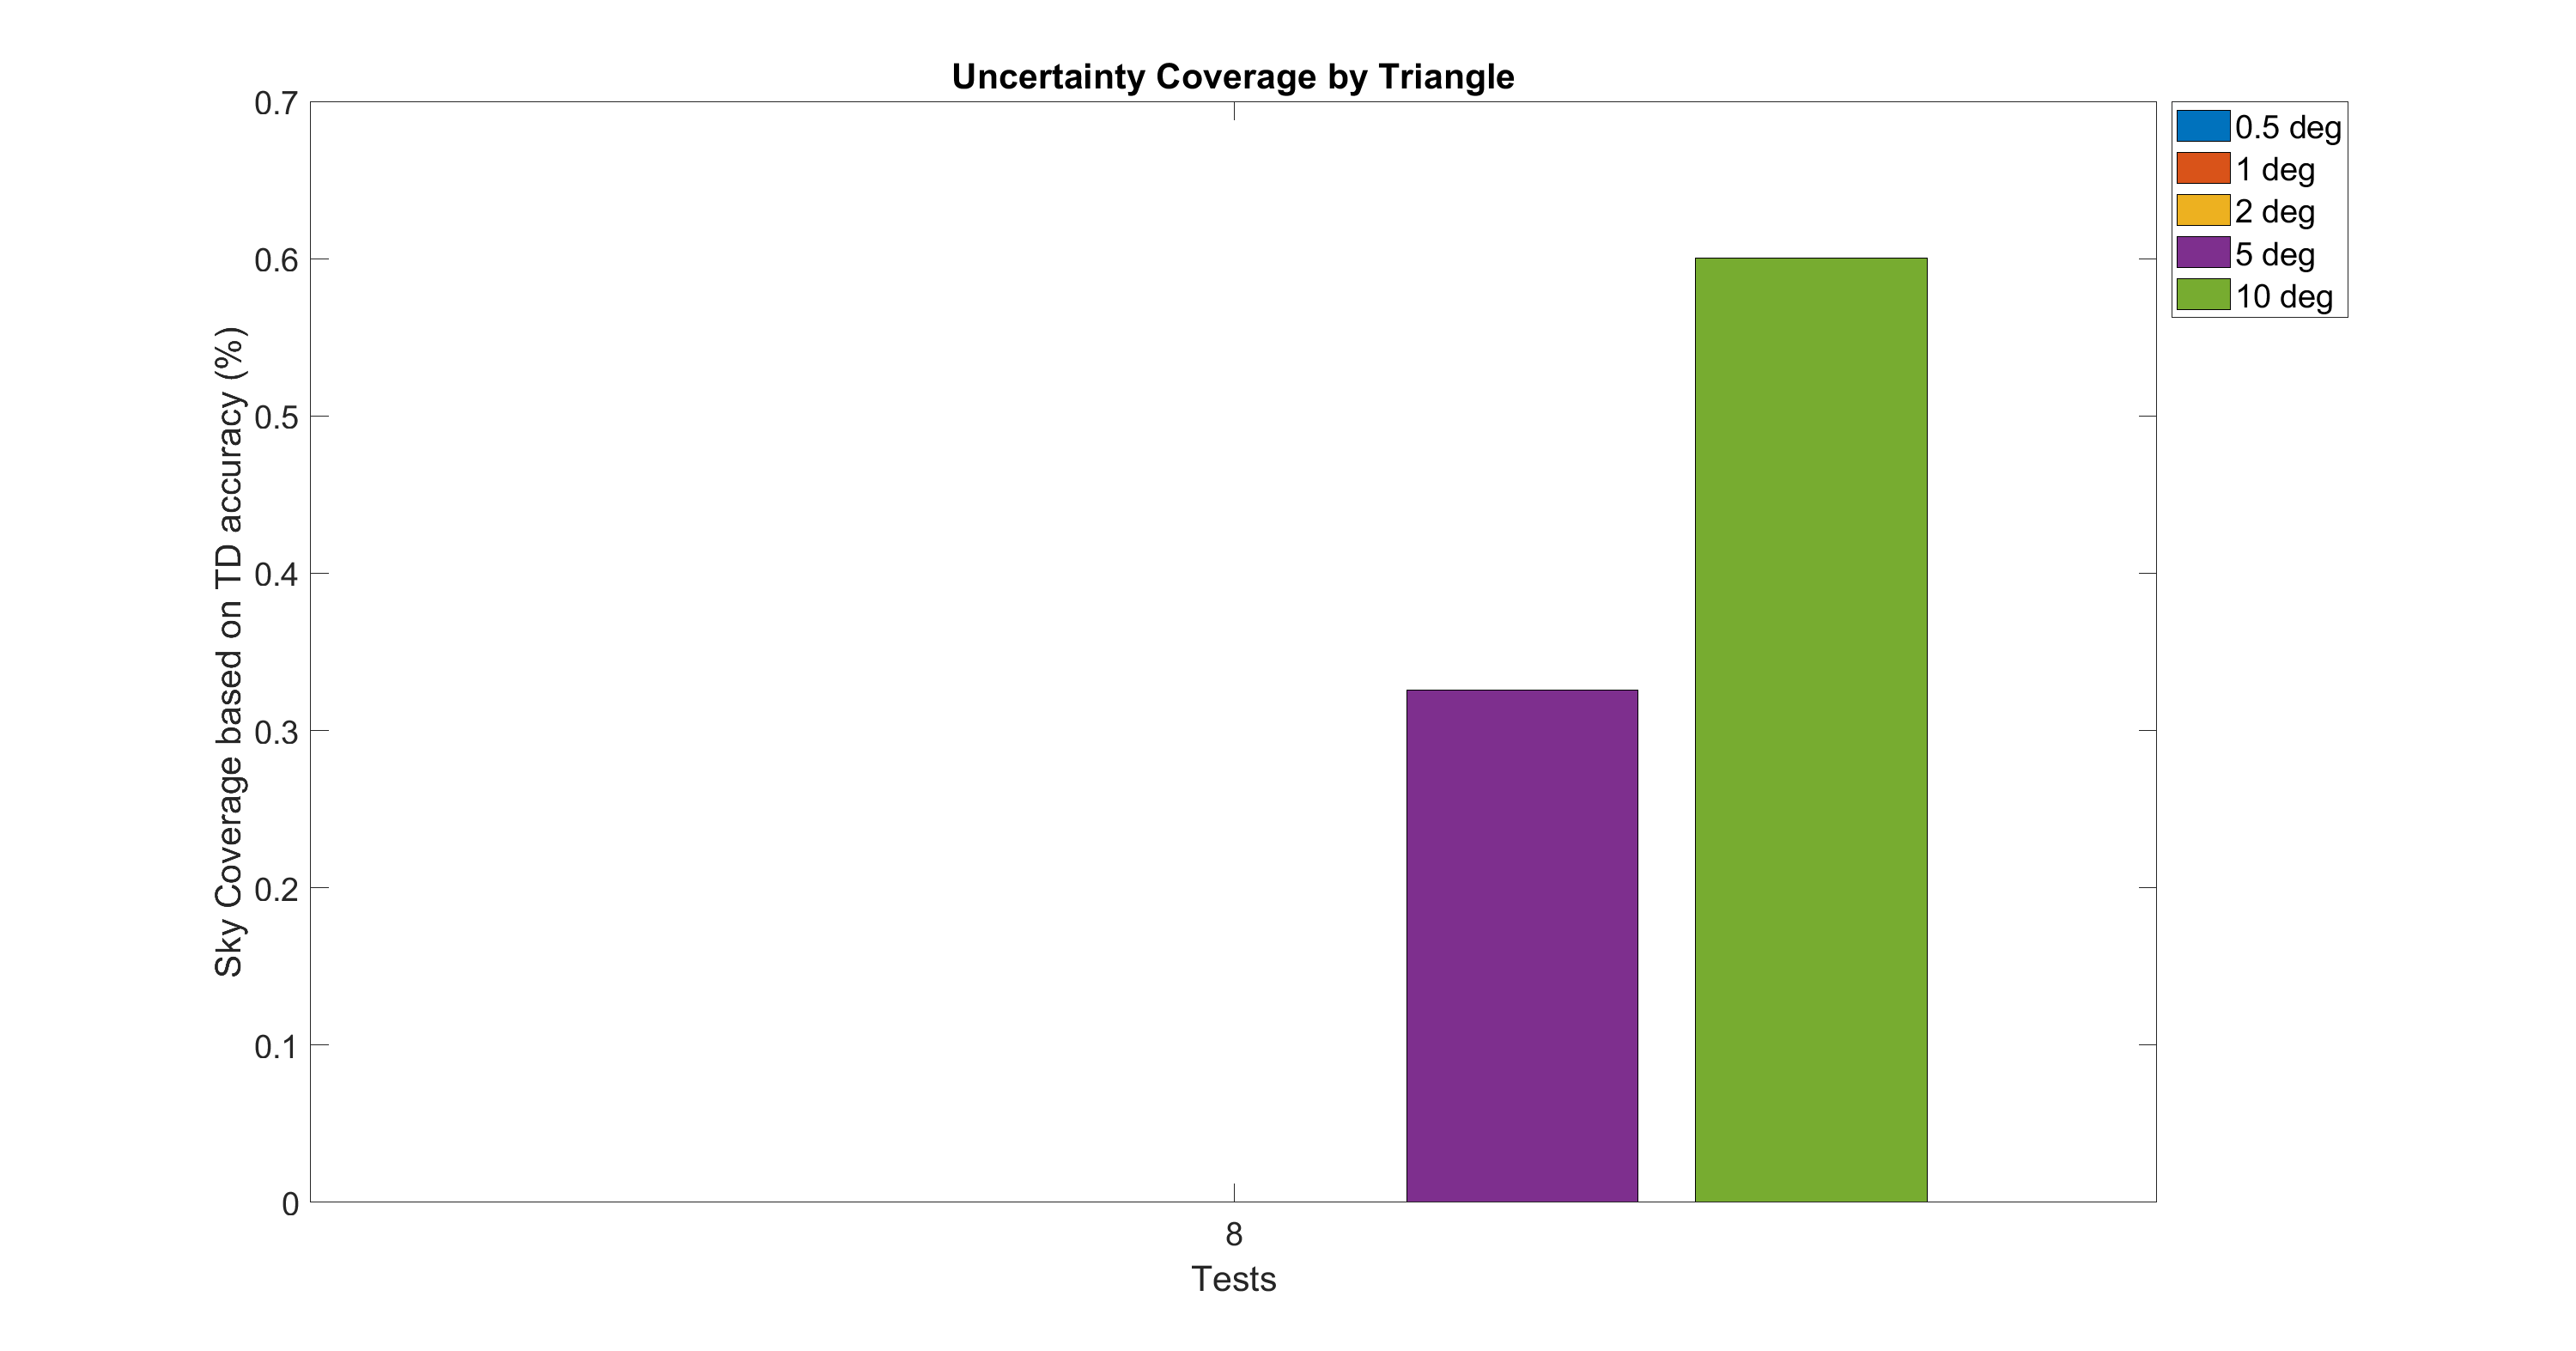 Uncertainty Coverage by Triangle
0.7
0.6
0.5
0.4
0.3
0.2
0.1
0
Sky Coverage based on TD accuracy (%)
8
Tests
0.5 deg
1 deg
2 deg
5 deg
10 deg